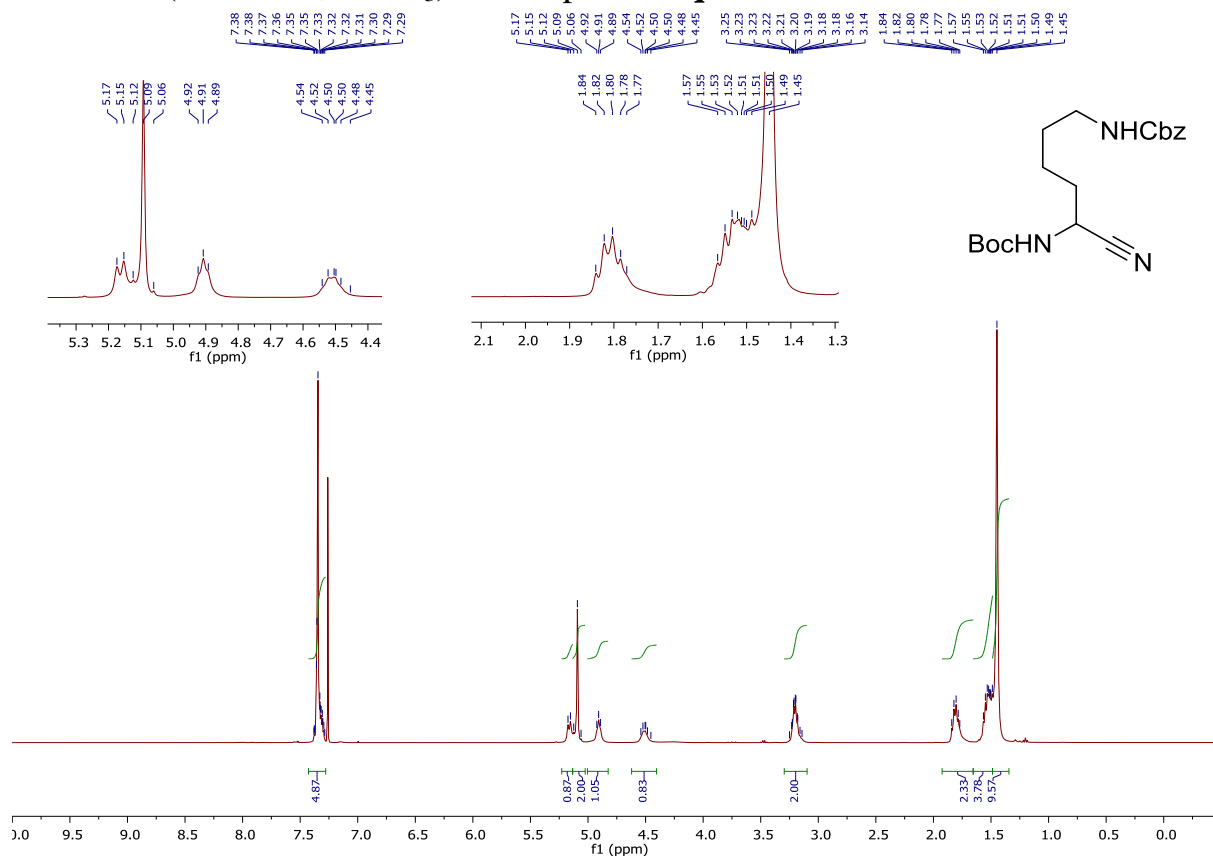 7.38 7.38 7.37 7.36 7.35 7.35 7.33 7.32 7.32 7.31 7.30 7.29 7.29 5.17 5.15 5.12 5.09 5.06 4.92 4.91 4.89 4.54 4.52 4.50 4.50 4.48 4.45 3.25 3.23 3.23 3.22 3.21 3.20 3.19 3.18 3.18 3.16 3.14 1.84 1.82 1.80 1.78 1.77 1.57 1.55 1.53 1.52 1.51 1.51 1.50 1.49 1.45
5.17 5.15 5.12 5.09 5.06 4.92 4.91 4.89 4.54 4.52 4.50 4.50 4.48 4.45
1.84 1.82 1.80 1.78 1.77 1.57 1.55 1.53 1.52 1.51 1.51 1.50 1.49 1.45
NHCbz
BocHN
N
5.3 5.2 5.1 5.0 4.9 4.8 4.7 4.6 4.5 4.4
f1 (ppm)
2.1 2.0 1.9 1.8 1.7 1.6 1.5 1.4 1.3
f1 (ppm)
4.87 0.87 2.00 1.05 0.83 2.00 2.33 3.78 9.57
0.0 9.5 9.0 8.5 8.0 7.5 7.0 6.5 6.0 5.5 5.0 4.5 4.0 3.5 3.0 2.5 2.0 1.5 1.0 0.5 0.0
f1 (ppm)